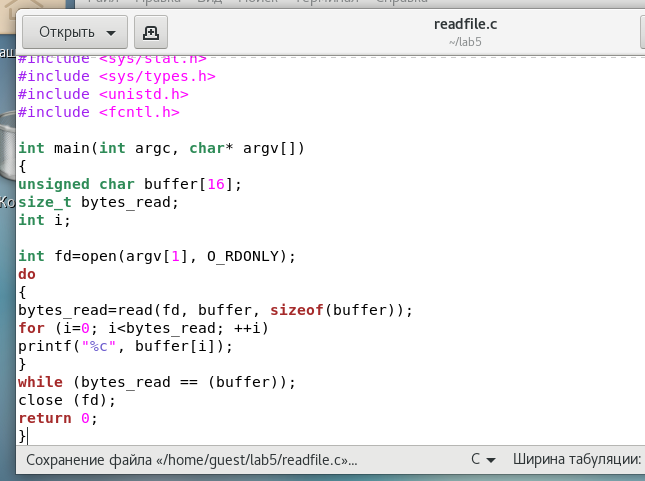 Открыть
readfile.c
~/lab5
#include <sys/stat.h>
#include <sys/types.h>
#include <unistd.h>
#include <fcntl.h>
int main(int argc, char* argv[])
{
unsigned char buffer[16];
size_t bytes_read;
int i;
int fd=open(argv[1], O_RDONLY);
do
{
bytes_read=read(fd, buffer, sizeof(buffer));
for (i=0; i<bytes_read; ++i)
printf("%c", buffer[i]);
}
while (bytes_read == (buffer));
close (fd);
return 0;
}
Сохранение файла «/home/guest/lab5/readfile.c»... C Ширина табуляции: